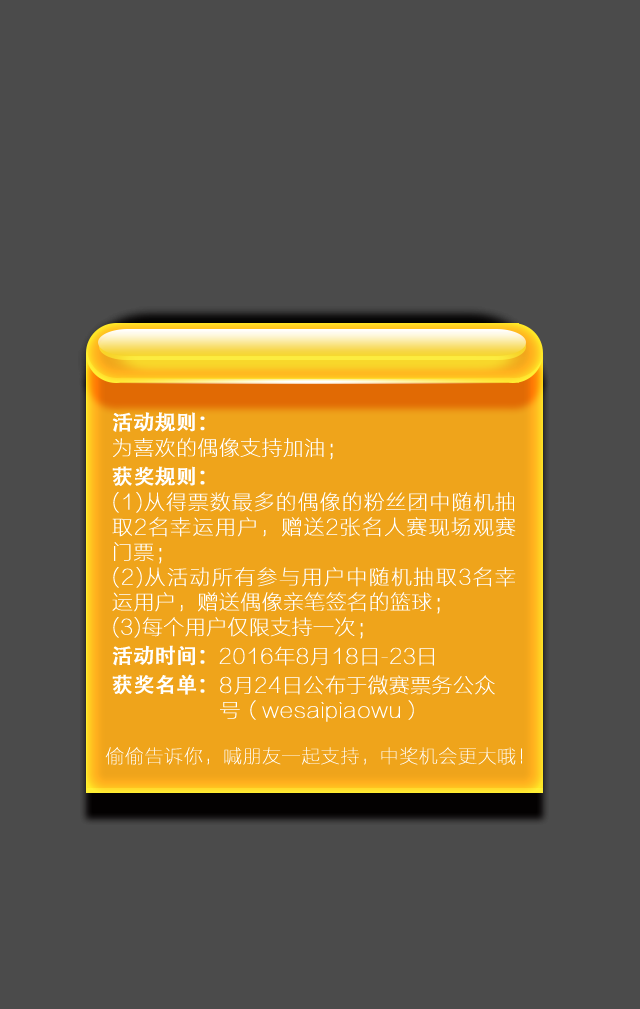 活动规则：
为喜欢的偶像支持加油；
获奖规则：
(1)从得票数最多的偶像的粉丝团中随机抽
取2名幸运用户，赠送2张名人赛现场观赛
门票；
(2)从活动所有参与用户中随机抽取3名幸
运用户，赠送偶像亲笔签名的篮球；
(3)每个用户仅限支持一次；
活动时间：2016年8月18日-23日
获奖名单：8月24日公布于微赛票务公众
号（wesaipiaowu）
偷偷告诉你，喊朋友一起支持，中奖机会更大哦！